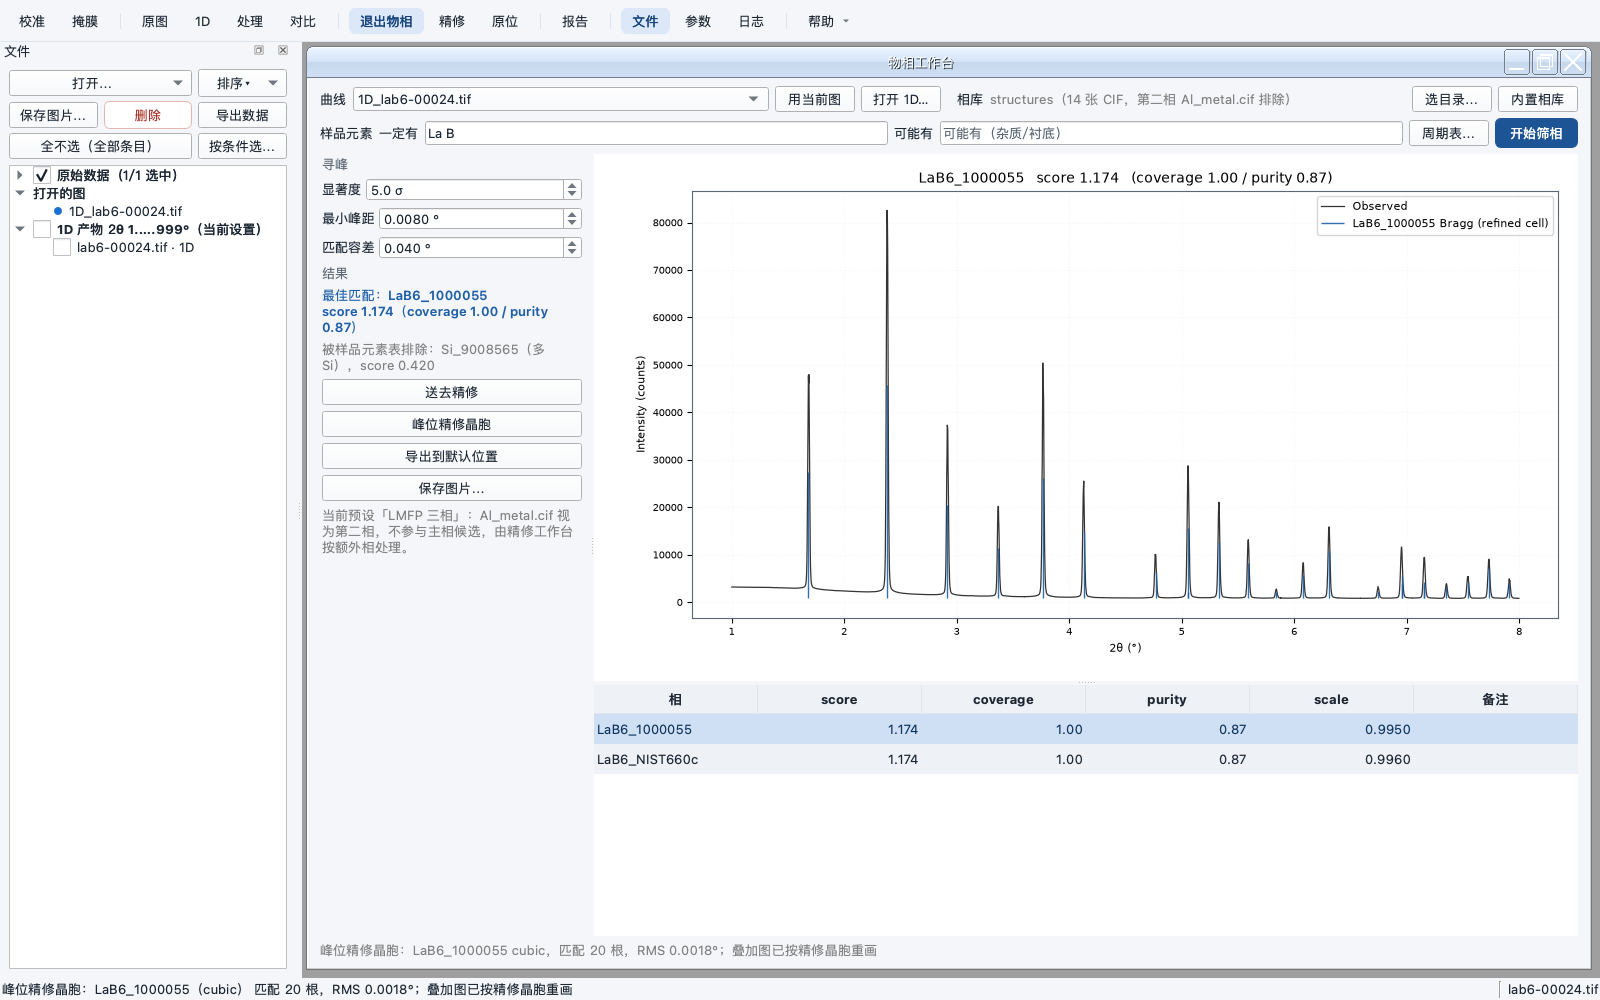 校准 掩膜 原图 1D 处理 对比 退出物相 精修 原位 报告 文件 参数 日志 帮助
文件
打开... 排序
保存图片... 删除 导出数据
全不选（全部条目） 按条件选...
原始数据（1/1 选中）
打开的图
1D_lab6-00024.tif
1D 产物 2θ 1.....999°（当前设置）
lab6-00024.tif · 1D
物相工作台
曲线 1D_lab6-00024.tif 用当前图 打开 1D... 相库 structures（14 张 CIF，第二相 Al_metal.cif 排除） 选目录... 内置相库
样品元素 一定有 La B 可能有 可能有（杂质/衬底） 周期表... 开始筛相
寻峰
显著度 5.0 σ
最小峰距 0.0080 °
匹配容差 0.040 °
结果
最佳匹配：LaB6_1000055
score 1.174（coverage 1.00 / purity
0.87）
被样品元素表排除：Si_9008565（多
Si），score 0.420
送去精修
峰位精修晶胞
导出到默认位置
保存图片...
当前预设「LMFP 三相」：Al_metal.cif 视
为第二相，不参与主相候选，由精修工作台
按额外相处理。
LaB6_1000055 score 1.174 (coverage 1.00 / purity 0.87)
Observed
LaB6_1000055 Bragg (refined cell)
Intensity (counts)
80000
70000
60000
50000
40000
30000
20000
10000
0
1 2 3 4 5 6 7 8
2θ (°)
相 score coverage purity scale 备注
LaB6_1000055 1.174 1.00 0.87 0.9950
LaB6_NIST660c 1.174 1.00 0.87 0.9960
峰位精修晶胞：LaB6_1000055 cubic，匹配 20 根，RMS 0.0018°；叠加图已按精修晶胞重画
峰位精修晶胞：LaB6_1000055（cubic） 匹配 20 根，RMS 0.0018°；叠加图已按精修晶胞重画 lab6-00024.tif